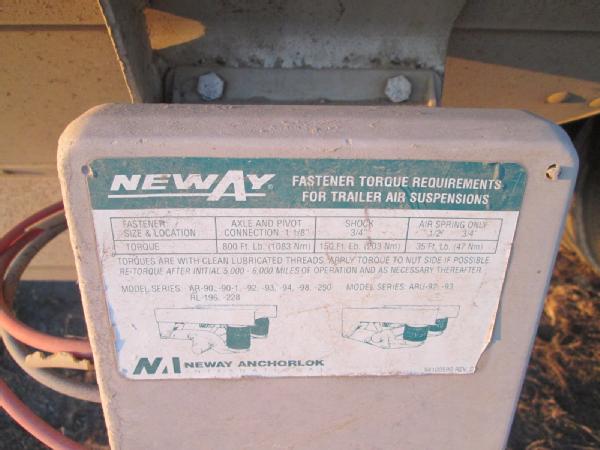 NEWAY® FASTENER TORQUE REQUIREMENTS
FOR TRAILER AIR SUSPENSIONS
FASTENER AXLE AND PIVOT SHOCK AIR SPRING ONLY
SIZE & LOCATION CONNECTION: 1 1/8" 3/4" 1/2" 3/4"
TORQUE 800 Ft. Lb. (1083 Nm) 150 Ft. Lb. (203 Nm) 35 Ft. Lb. (47 Nm)
TORQUES ARE WITH CLEAN LUBRICATED THREADS. APPLY TORQUE TO NUT SIDE IF POSSIBLE.
RE-TORQUE AFTER INITIAL 5,000 - 6,000 MILES OF OPERATION AND AS NECESSARY THEREAFTER.
MODEL SERIES: AR-90, -90-1, -92, -93, -94, -98, -250 MODEL SERIES: ARU-92, -93
RL-196, -228
NAI NEWAY ANCHORLOK
INTERNATIONAL